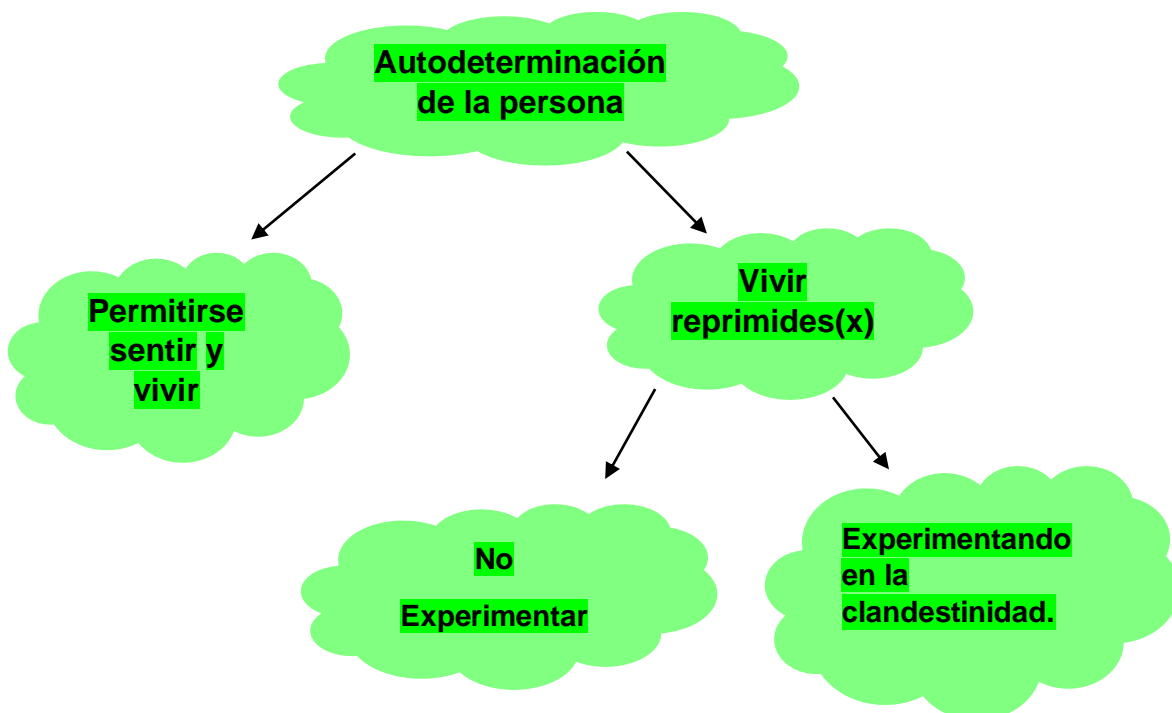 Autodeterminación
de la persona
Permitirse
sentir y
vivir
Vivir
reprimides(x)
No
Experimentar
Experimentando
en la
clandestinidad.